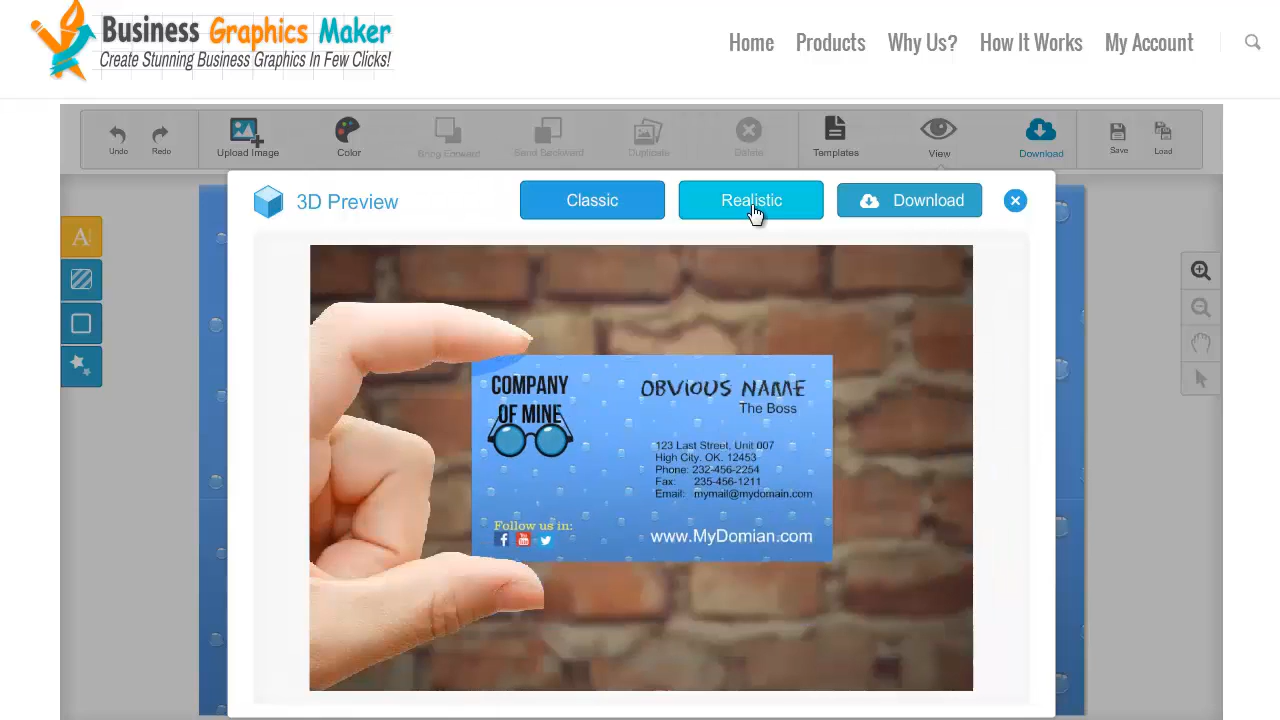 Business Graphics Maker
Create Stunning Business Graphics In Few Clicks!
Home Products Why Us? How It Works My Account
Undo Redo Upload Image Color Bring Forward Send Backward Duplicate Delete Templates View Download Save Load
3D Preview Classic Realistic Download
A
COMPANY
OF MINE
OBVIOUS NAME
The Boss
123 Last Street, Unit 007
High City. OK. 12453
Phone: 232-456-2254
Fax: 235-456-1211
Email: mymail@mydomain.com
Follow us in:
www.MyDomian.com